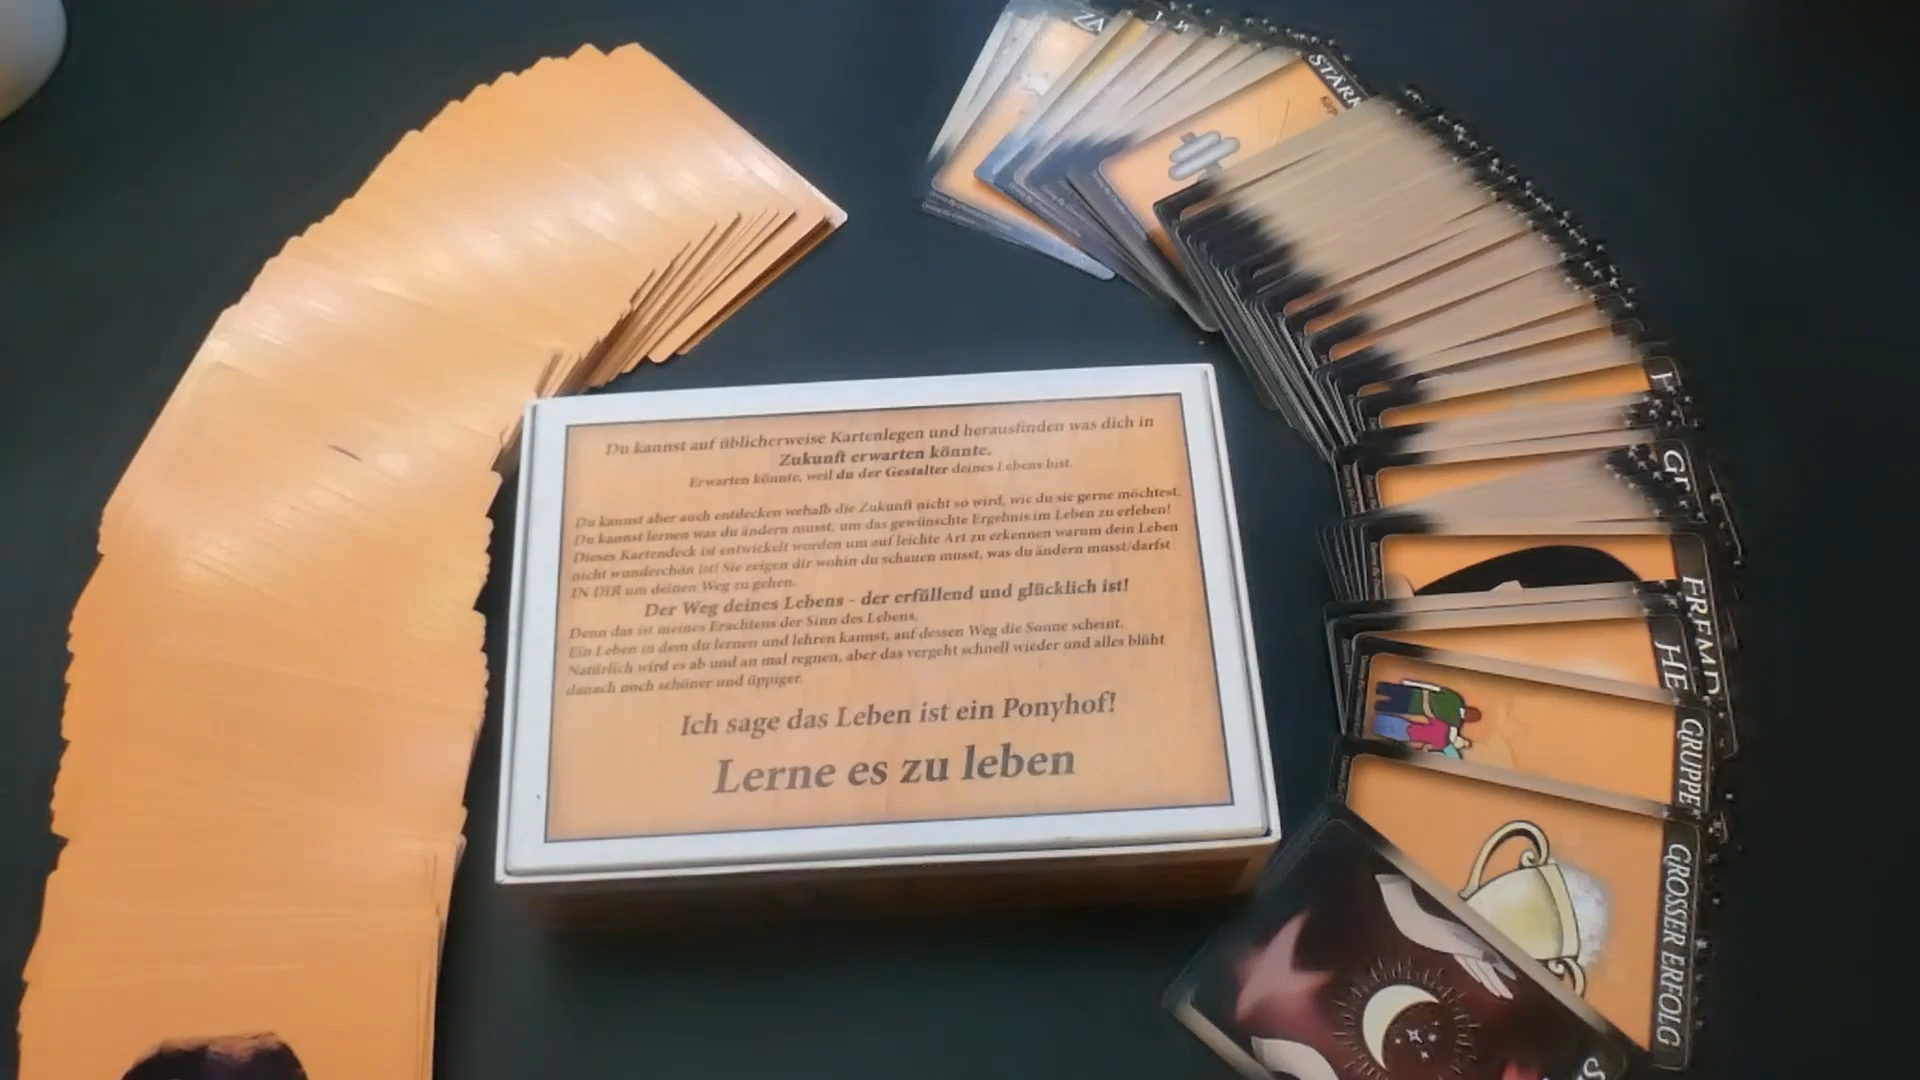 Du kannst auf üblicherweise Kartenlegen und herausfinden was dich in
Zukunft erwarten könnte.
Erwarten könnte, weil du der Gestalter deines Lebens bist.
Du kannst aber auch entdecken wehalb die Zukunft nicht so wird, wie du sie gerne möchtest.
Du kannst lernen was du ändern musst, um das gewünschte Ergebnis im Leben zu erleben!
Dieses Kartendeck ist entwickelt worden um auf leichte Art zu erkennen warum dein Leben
nicht wunderchön ist! Sie zeigen dir wohin du schauen musst, was du ändern musst/darfst
IN DIR um deinen Weg zu gehen.
Der Weg deines Lebens - der erfüllend und glücklich ist!
Denn das ist meines Erachtens der Sinn des Lebens.
Ein Leben in dem du lernen und lehren kannst, auf dessen Weg die Sonne scheint.
Natürlich wird es ab und an mal regnen, aber das vergeht schnell wieder und alles blüht
danach noch schöner und üppiger.
Ich sage das Leben ist ein Ponyhof!
Lerne es zu leben
STÄRK
FREMD
HE
GRUPPE
GROSSER ERFOLG